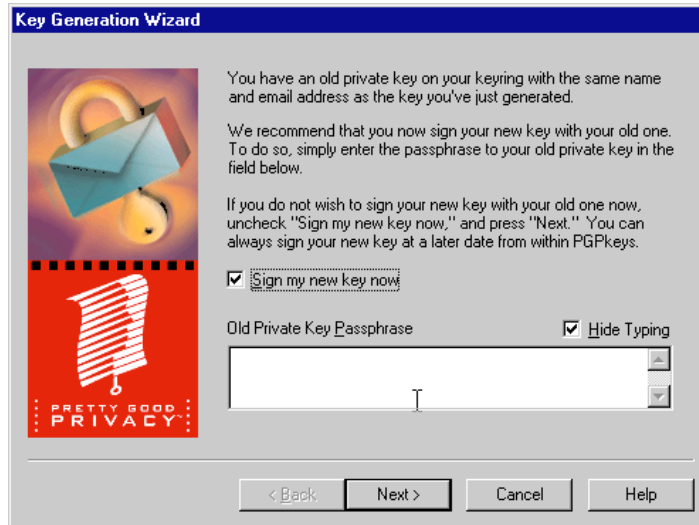 Key Generation Wizard
You have an old private key on your keyring with the same name
and email address as the key you've just generated.
We recommend that you now sign your new key with your old one.
To do so, simply enter the passphrase to your old private key in the
field below.
If you do not wish to sign your new key with your old one now,
uncheck "Sign my new key now," and press "Next." You can
always sign your new key at a later date from within PGPkeys.
Sign my new key now
Old Private Key Passphrase
Hide Typing
PRETTY GOOD
PRIVACY™
< Back
Next >
Cancel
Help